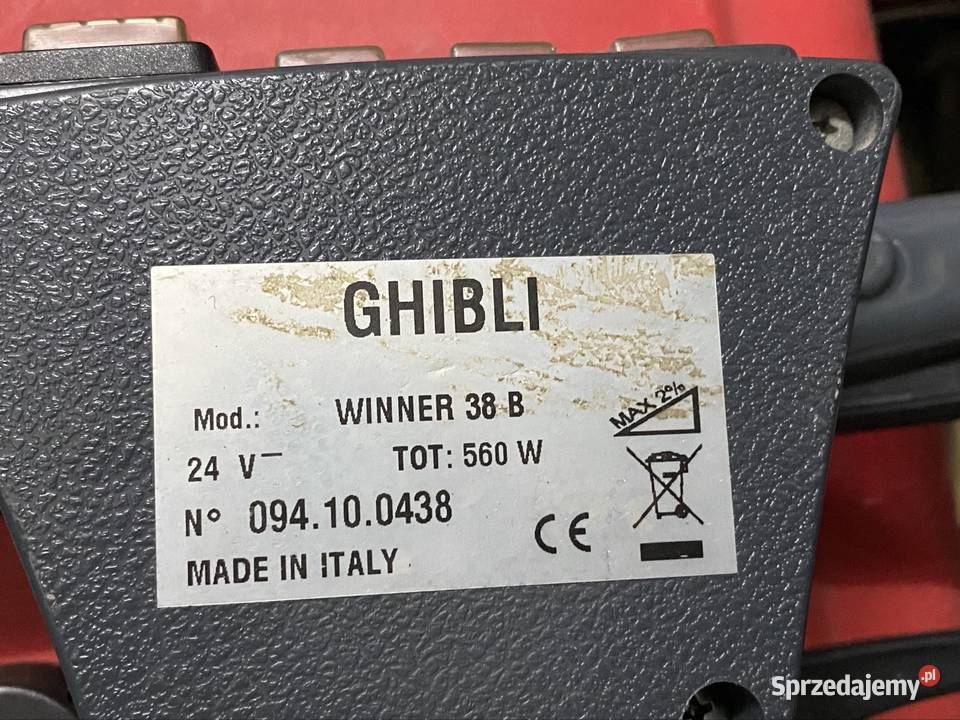 GHIBLI
Mod.: WINNER 38 B
MAX 2%
24 V⎓ TOT: 560 W
N° 094.10.0438
CE
MADE IN ITALY
Sprzedajemy.pl